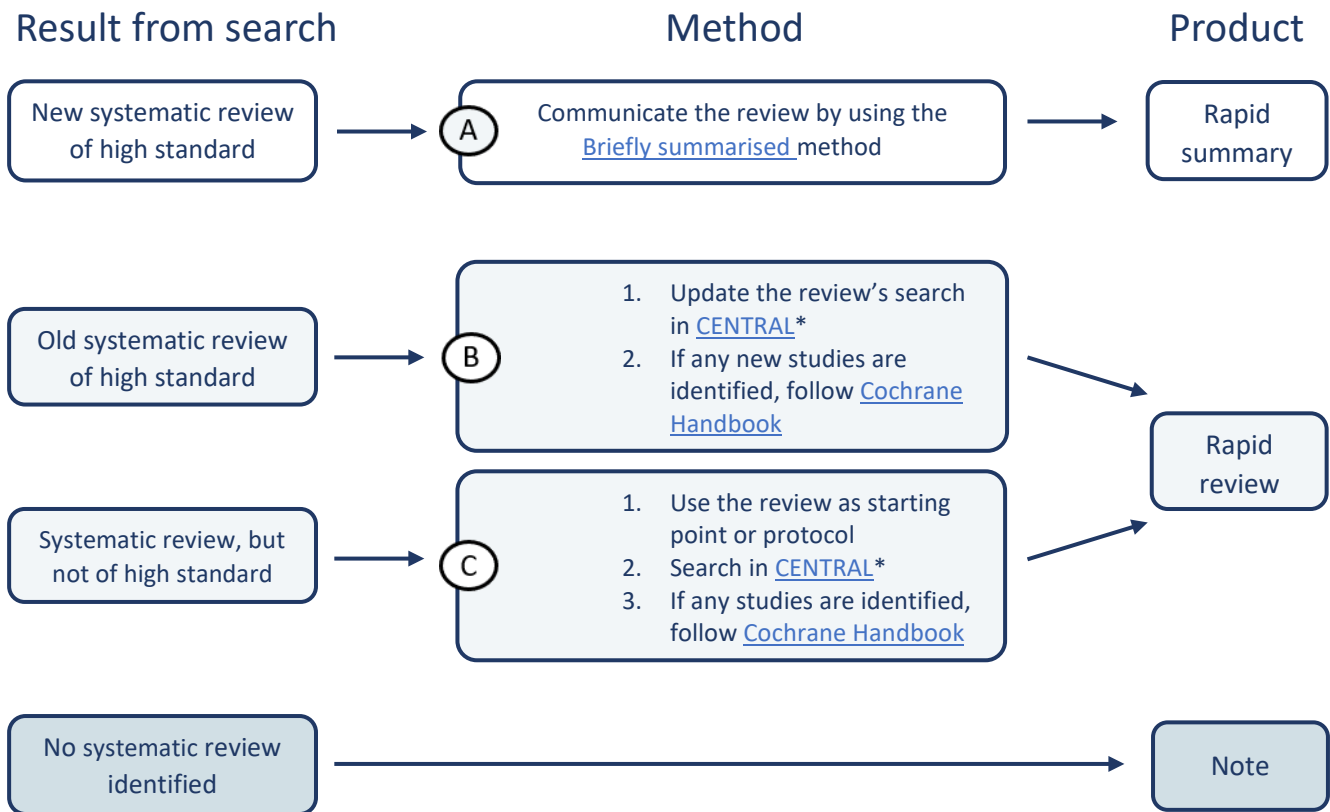 Result from search
Method
Product
New systematic review
of high standard
A
Communicate the review by using the
Briefly summarised method
Rapid
summary
Old systematic review
of high standard
B
1. Update the review’s search
in CENTRAL*
2. If any new studies are
identified, follow Cochrane
Handbook
Rapid
review
Systematic review, but
not of high standard
C
1. Use the review as starting
point or protocol
2. Search in CENTRAL*
3. If any studies are identified,
follow Cochrane Handbook
No systematic review
identified
Note